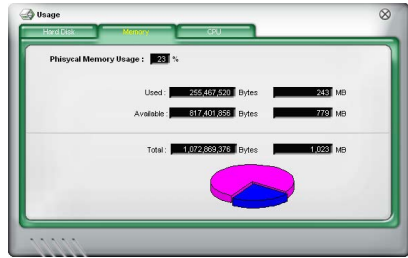 Usage
Hard Disk Memory CPU
Phisycal Memory Usage : 23 %
Used : 255,467,520 Bytes 243 MB
Available : 817,401,856 Bytes 779 MB
Total : 1,072,869,376 Bytes 1,023 MB